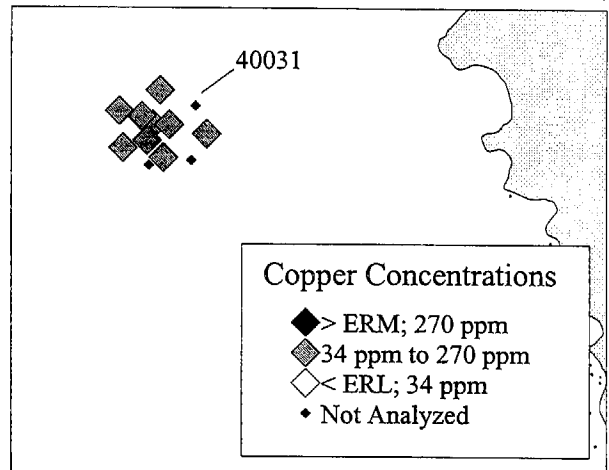 40031
Copper Concentrations
> ERM; 270 ppm
34 ppm to 270 ppm
< ERL; 34 ppm
Not Analyzed